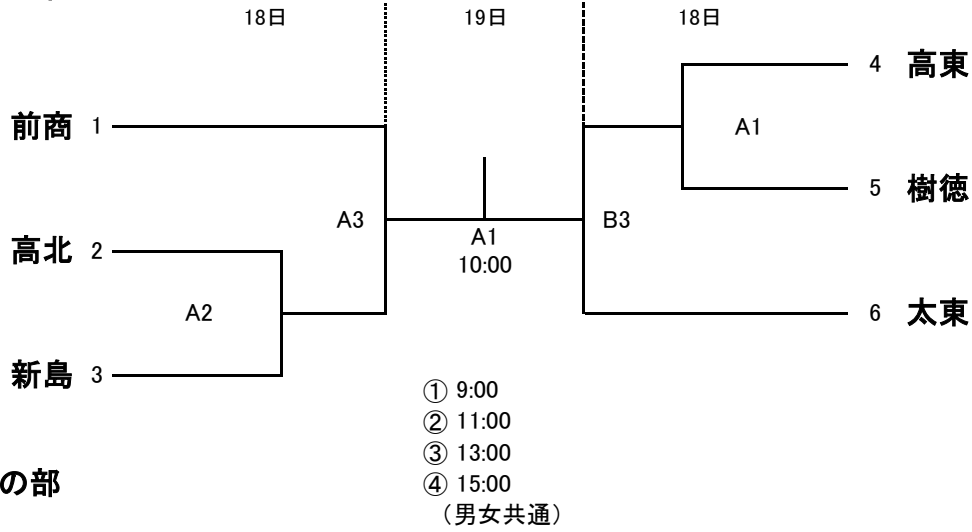 18日 19日 18日
4 高東
前商 1
A1
5 樹徳
A3
B3
高北 2
A1
10:00
A2
6 太東
新島 3
① 9:00
② 11:00
③ 13:00
④ 15:00
（男女共通）
の部